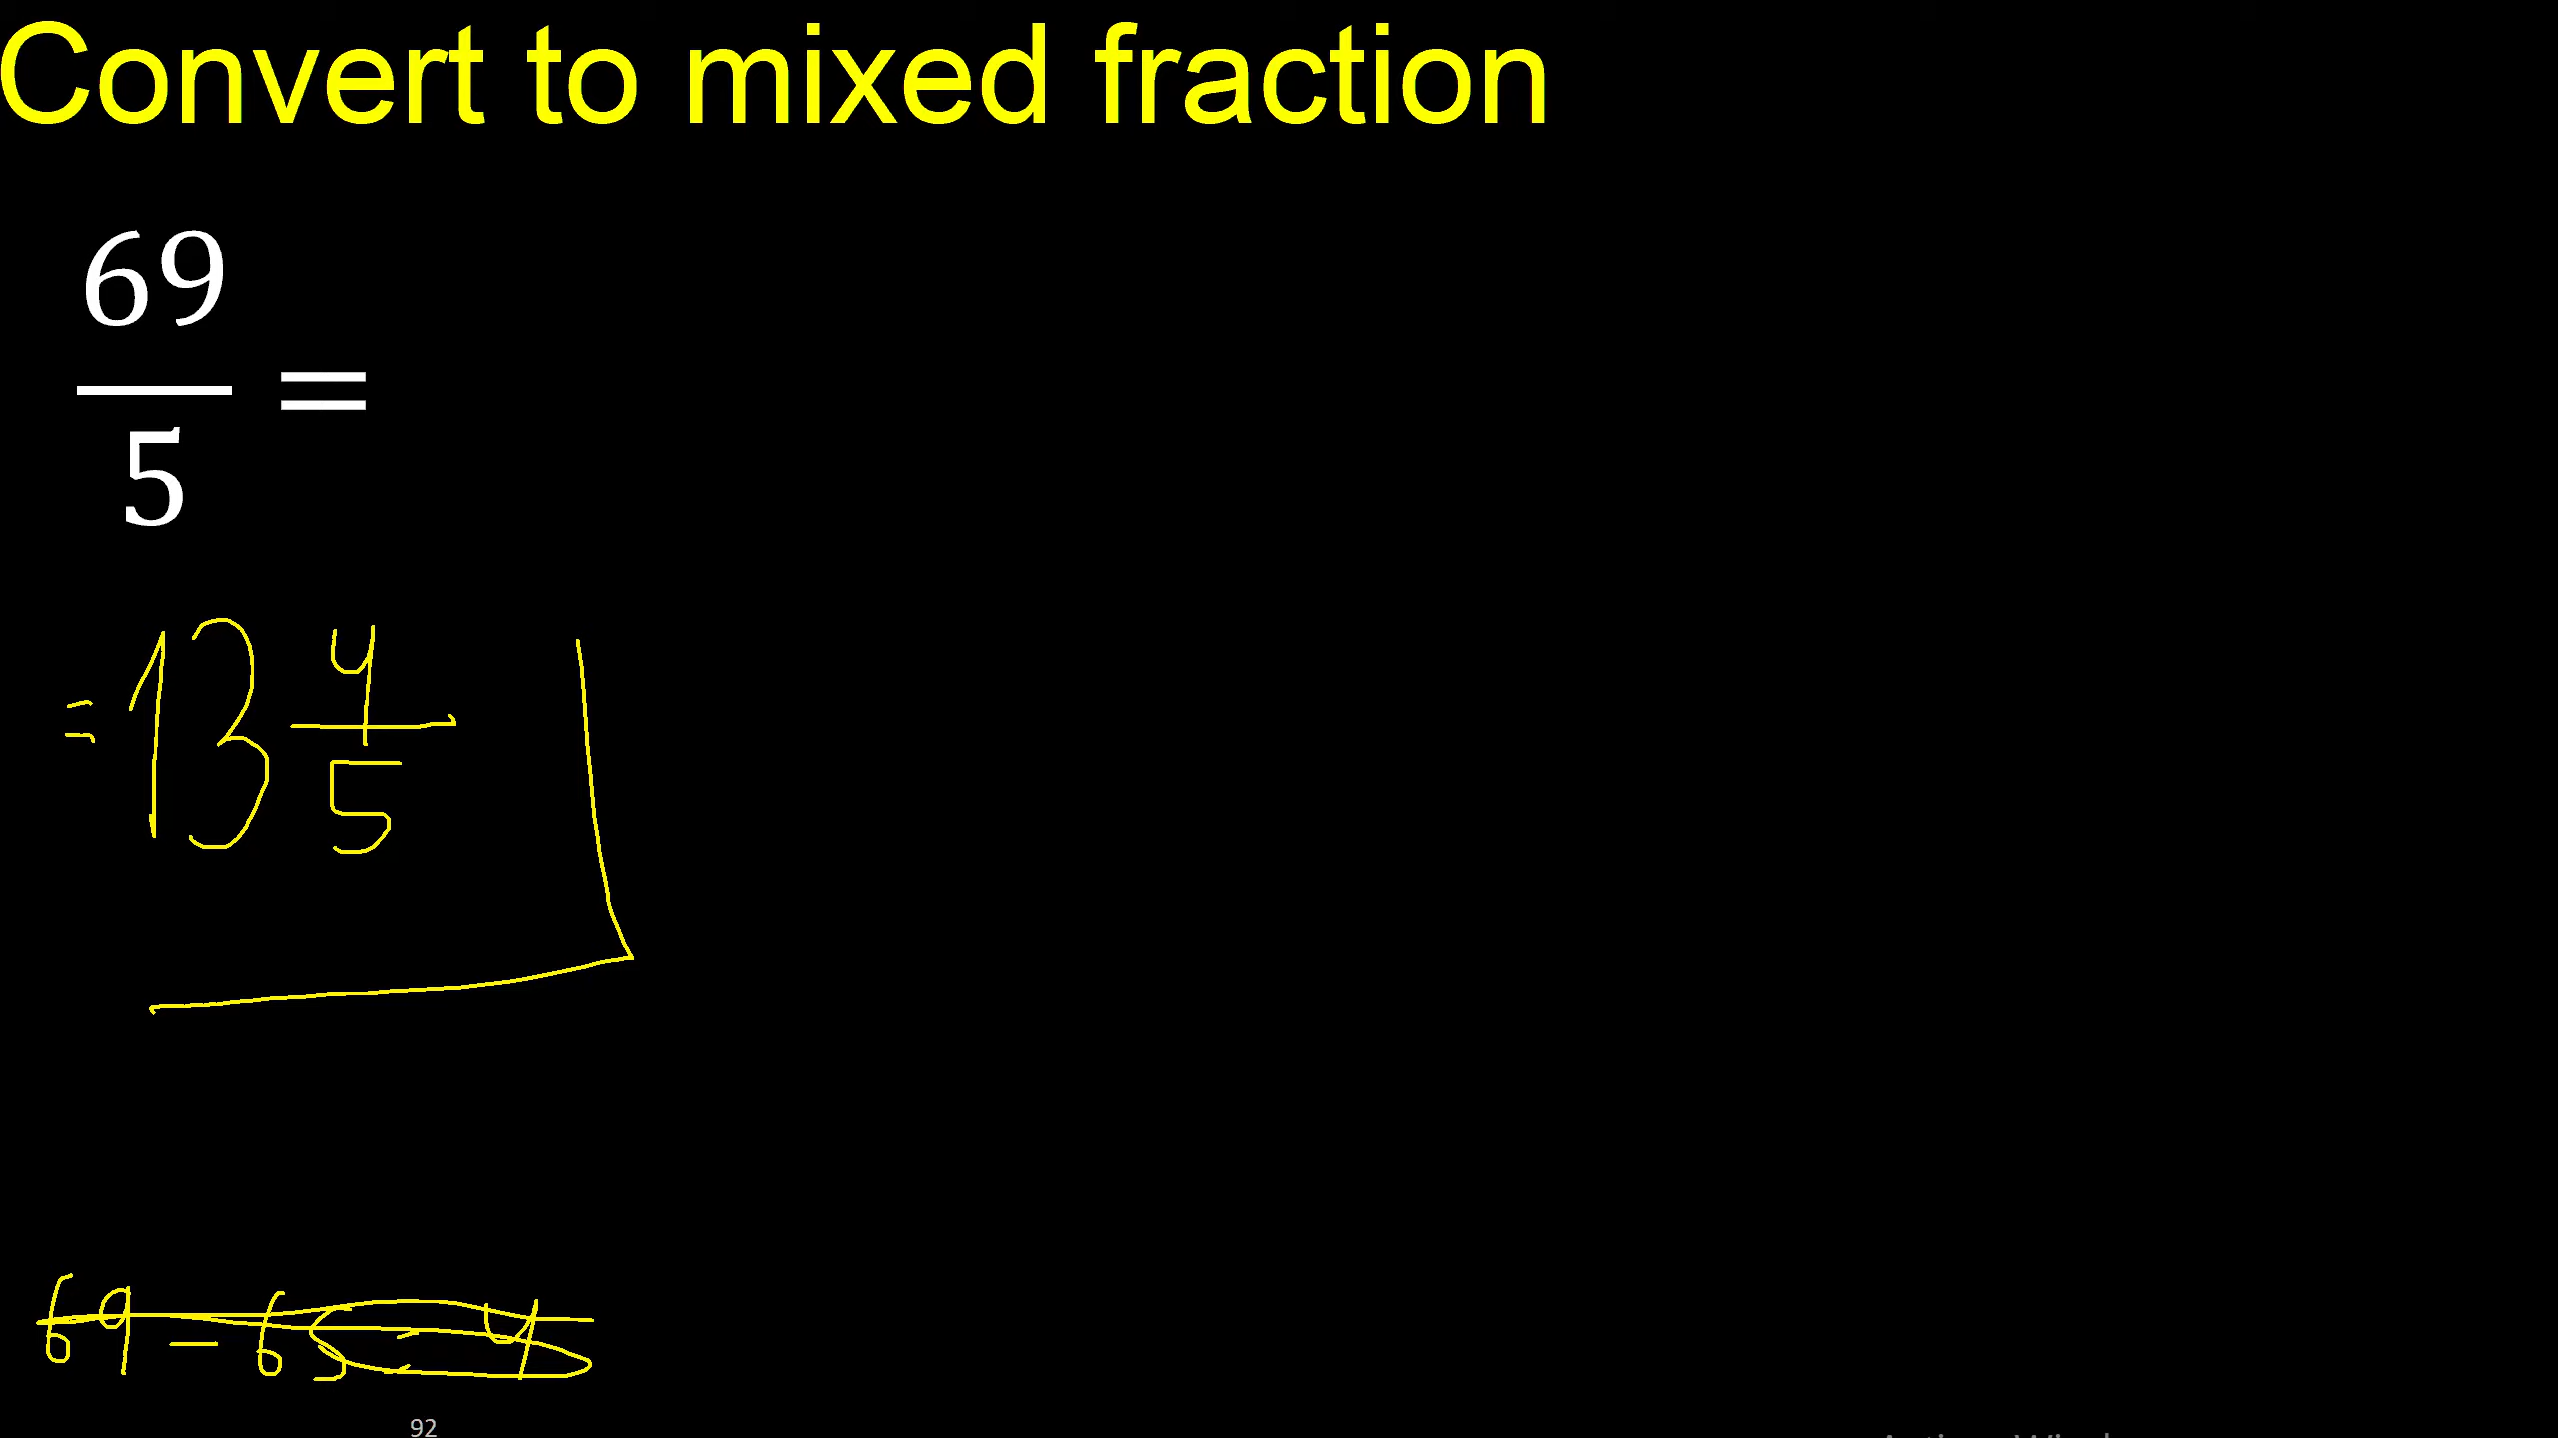 Convert to mixed fraction
69
5
=
= 13 4/5
69 - 65 = 4
92